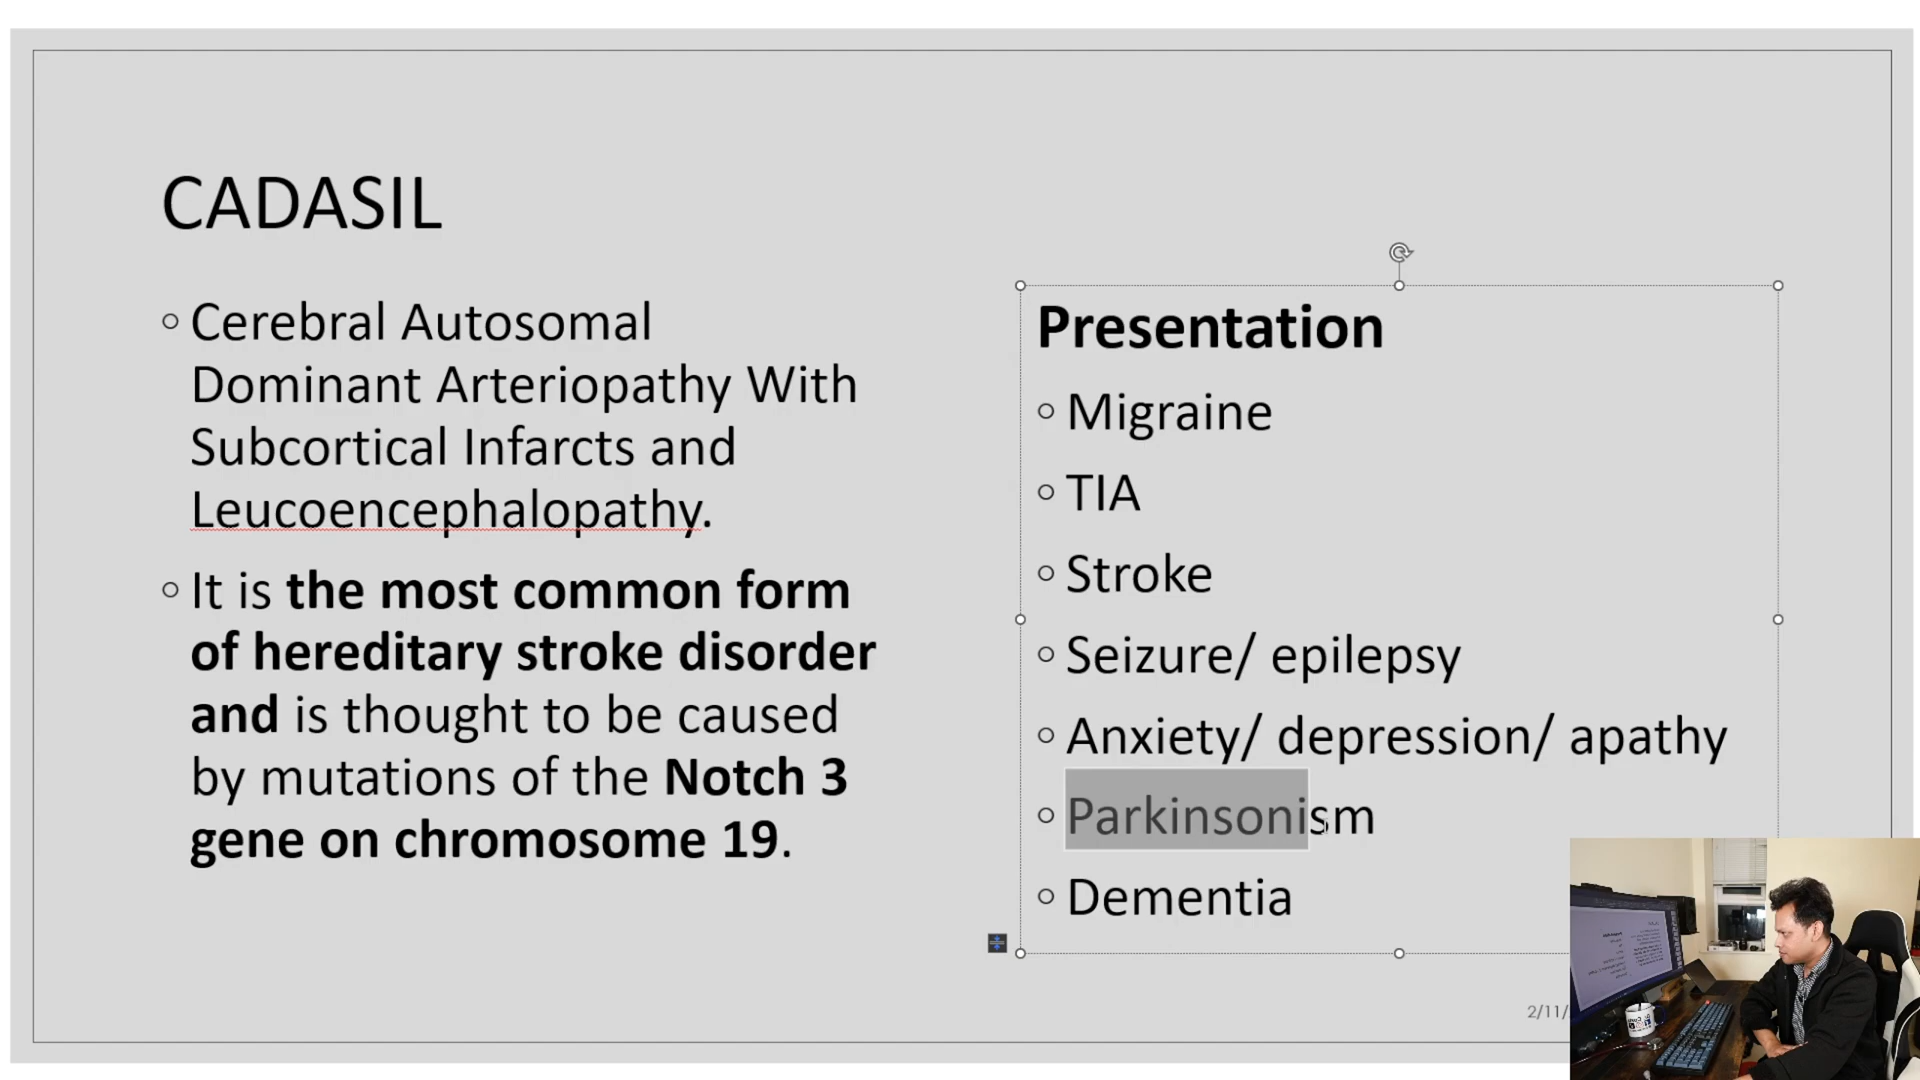 CADASIL
Cerebral Autosomal
Dominant Arteriopathy With
Subcortical Infarcts and
Leucoencephalopathy.
It is the most common form
of hereditary stroke disorder
and is thought to be caused
by mutations of the Notch 3
gene on chromosome 19.
Presentation
Migraine
TIA
Stroke
Seizure/ epilepsy
Anxiety/ depression/ apathy
Parkinsonism
Dementia
2/11/